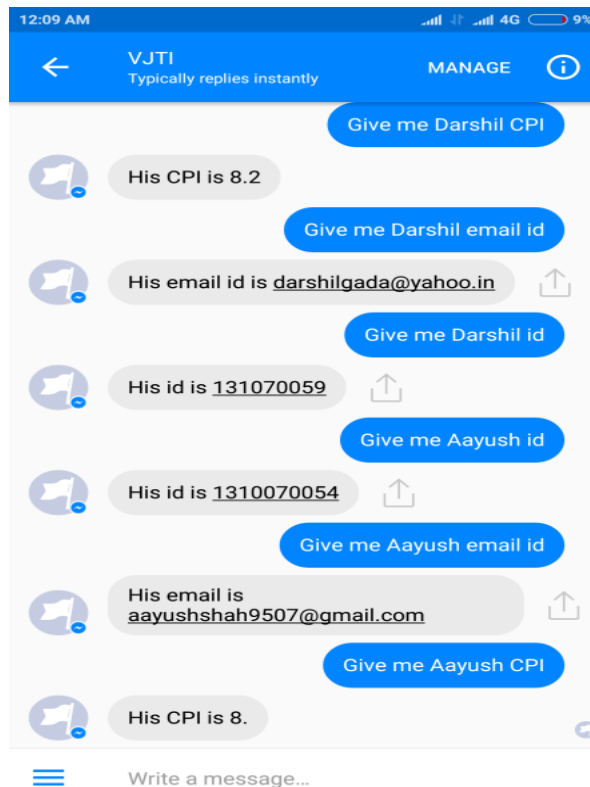 12:09 AM 4G 9%
VJTI MANAGE
Typically replies instantly
Give me Darshil CPI
His CPI is 8.2
Give me Darshil email id
His email id is darshilgada@yahoo.in
Give me Darshil id
His id is 131070059
Give me Aayush id
His id is 1310070054
Give me Aayush email id
His email is
aayushshah9507@gmail.com
Give me Aayush CPI
His CPI is 8.
Write a message...